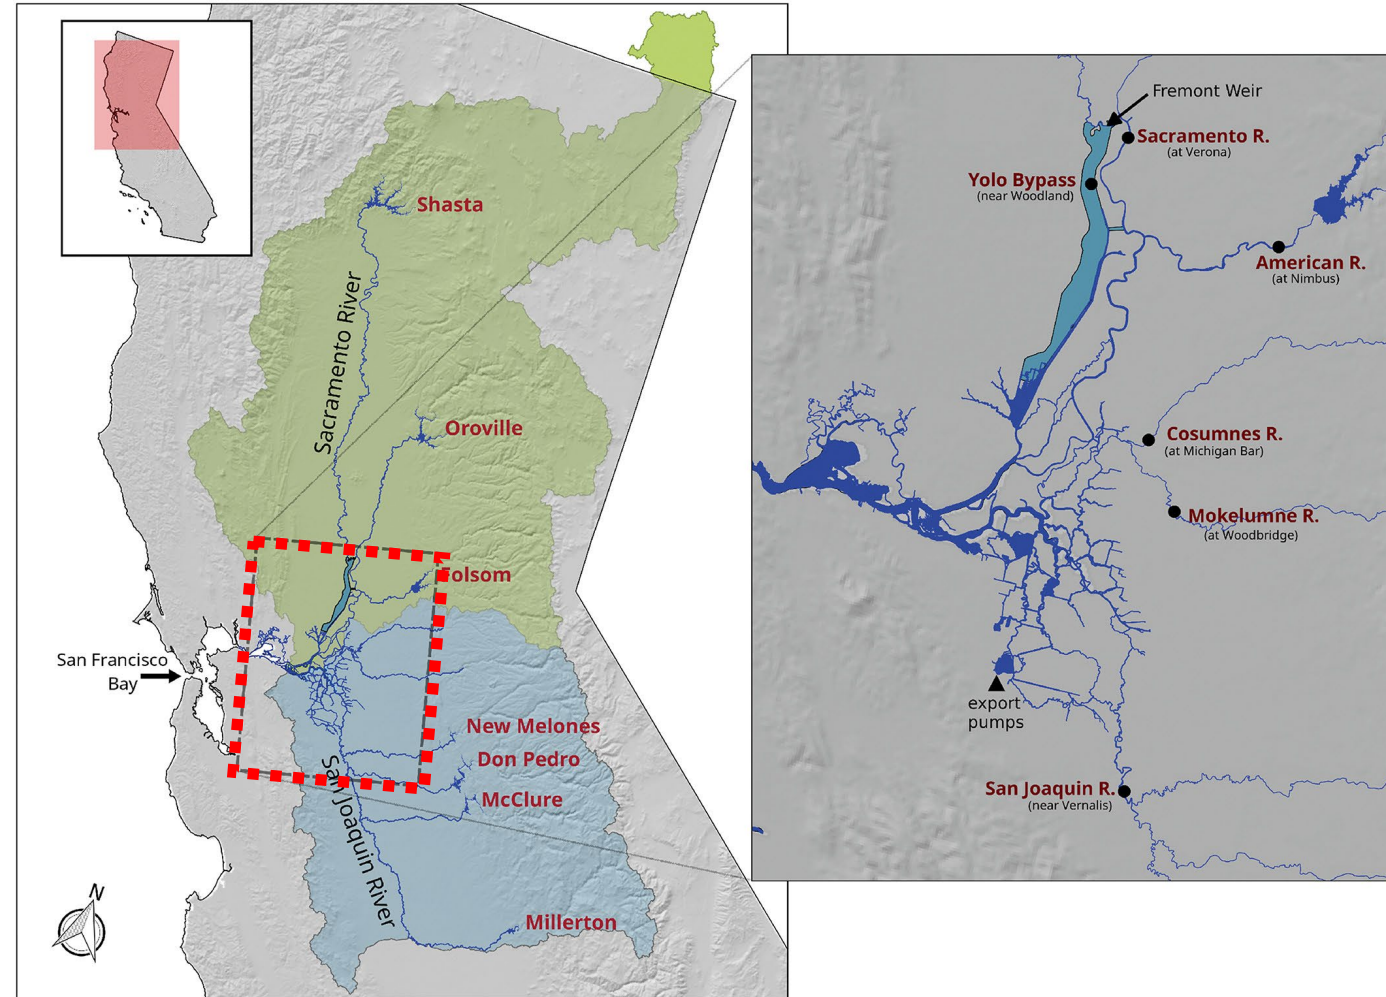 Shasta
Sacramento River
Oroville
Folsom
San Francisco
Bay
New Melones
Don Pedro
McClure
San Joaquin River
Millerton
N
Fremont Weir
Sacramento R.
(at Verona)
Yolo Bypass
(near Woodland)
American R.
(at Nimbus)
Cosumnes R.
(at Michigan Bar)
Mokelumne R.
(at Woodbridge)
export
pumps
San Joaquin R.
(near Vernalis)